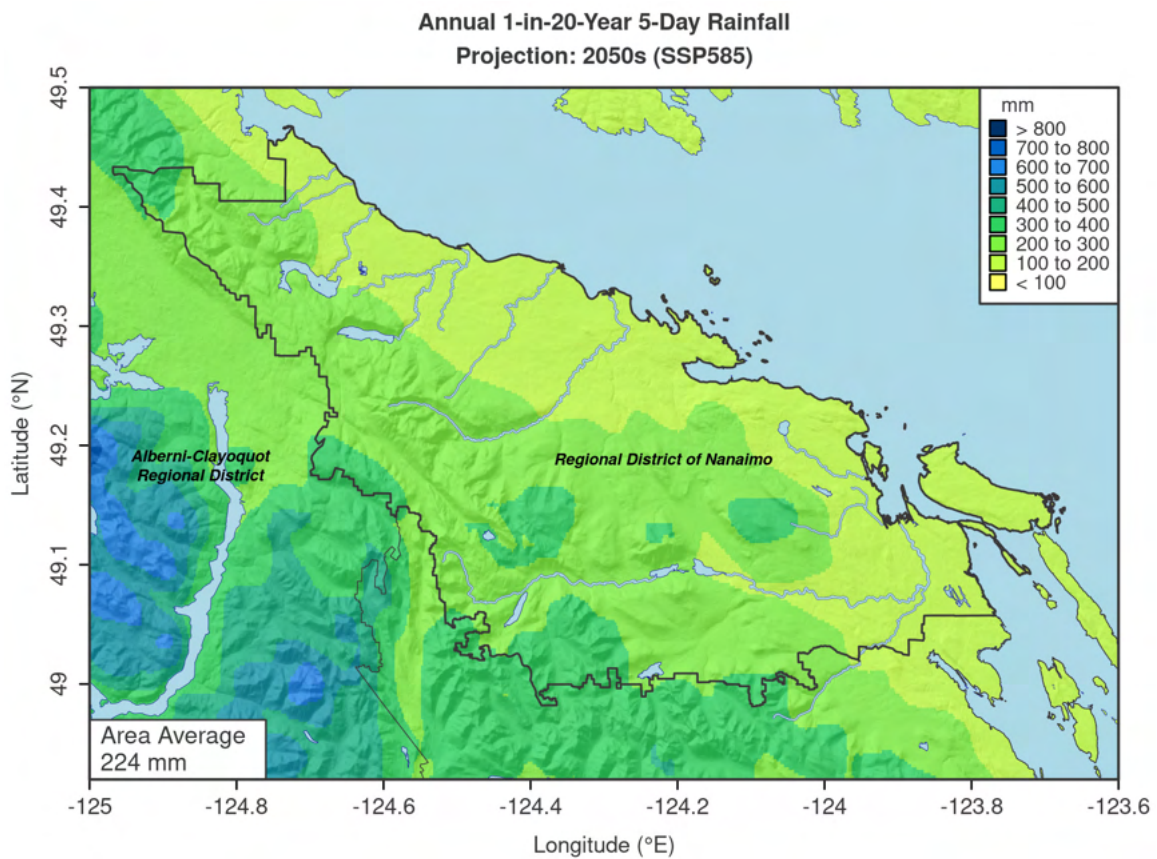 Annual 1-in-20-Year 5-Day Rainfall
Projection: 2050s (SSP585)
mm
> 800
700 to 800
600 to 700
500 to 600
400 to 500
300 to 400
200 to 300
100 to 200
< 100
49.5
49.4
49.3
49.2
49.1
49
Latitude (°N)
Alberni-Clayoquot
Regional District
Regional District of Nanaimo
Area Average
224 mm
-125
-124.8
-124.6
-124.4
-124.2
-124
-123.8
-123.6
Longitude (°E)